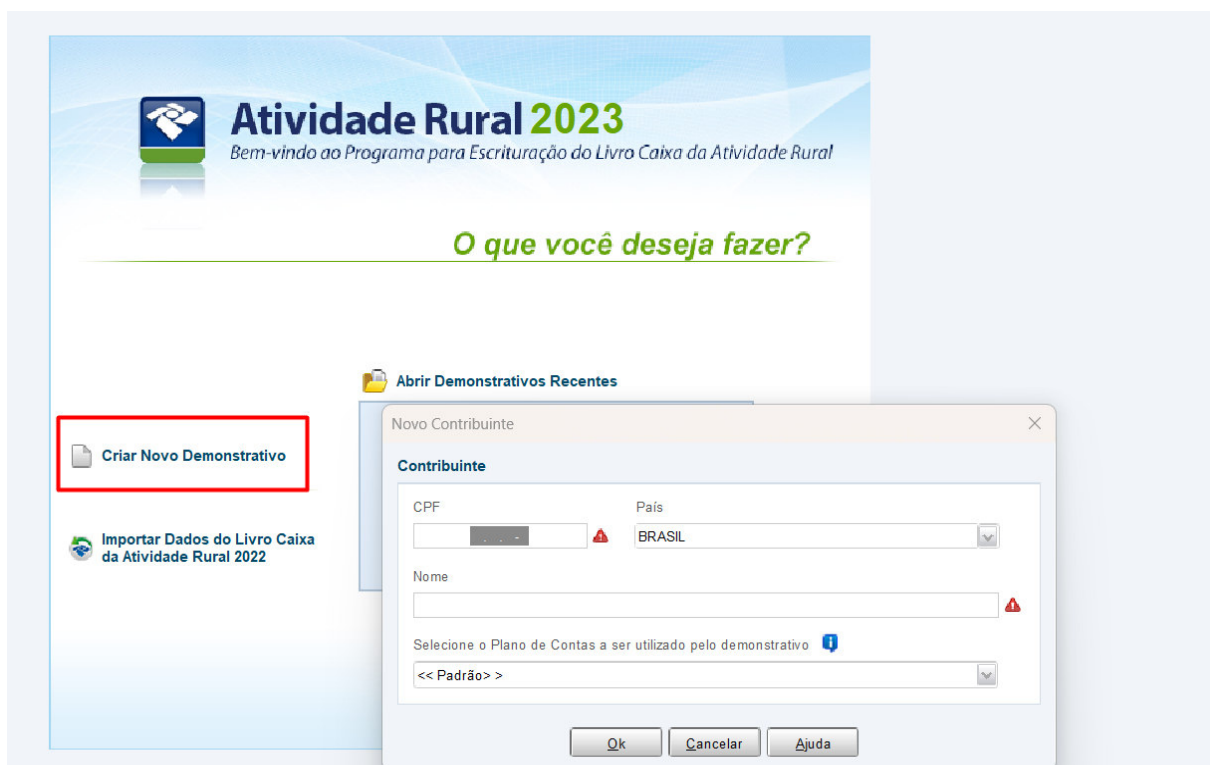 Atividade Rural 2023
Bem-vindo ao Programa para Escrituração do Livro Caixa da Atividade Rural
O que você deseja fazer?
Abrir Demonstrativos Recentes
Criar Novo Demonstrativo
Importar Dados do Livro Caixa
da Atividade Rural 2022
Novo Contribuinte
Contribuinte
CPF País
. . - BRASIL
Nome
Selecione o Plano de Contas a ser utilizado pelo demonstrativo
<< Padrão> >
Ok Cancelar Ajuda